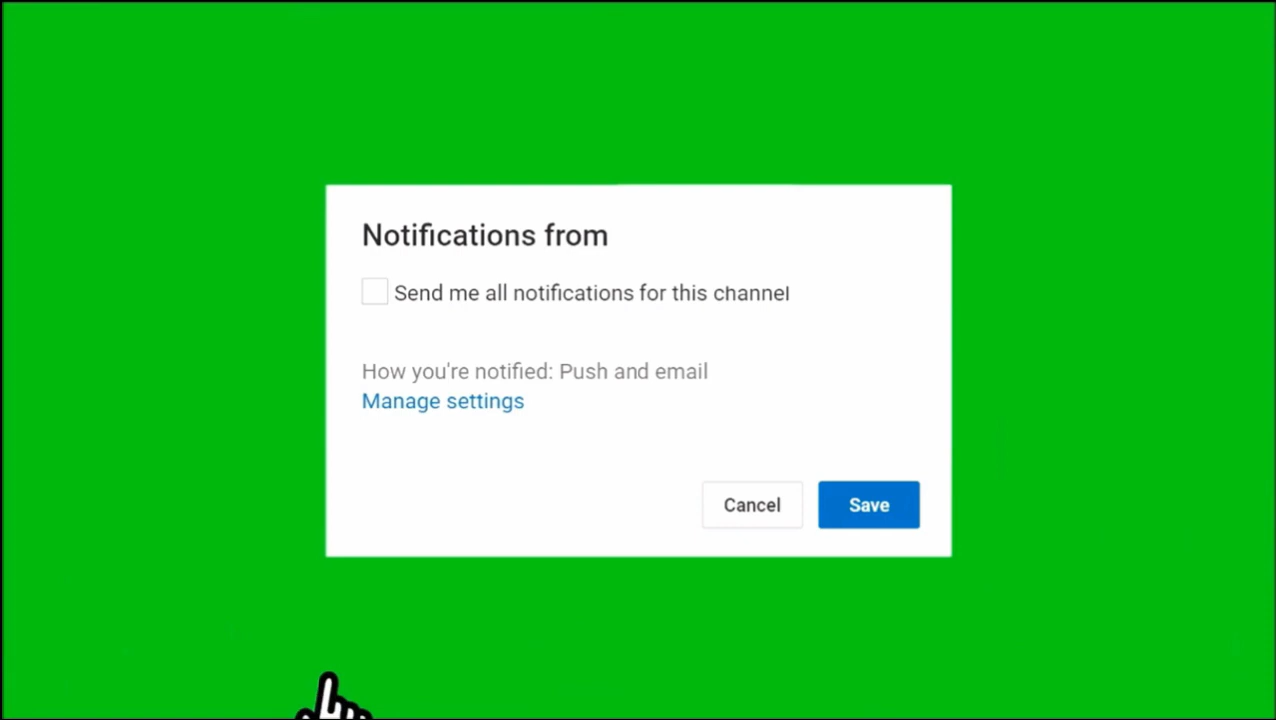 Notifications from
Send me all notifications for this channel
How you're notified: Push and email
Manage settings
Cancel Save